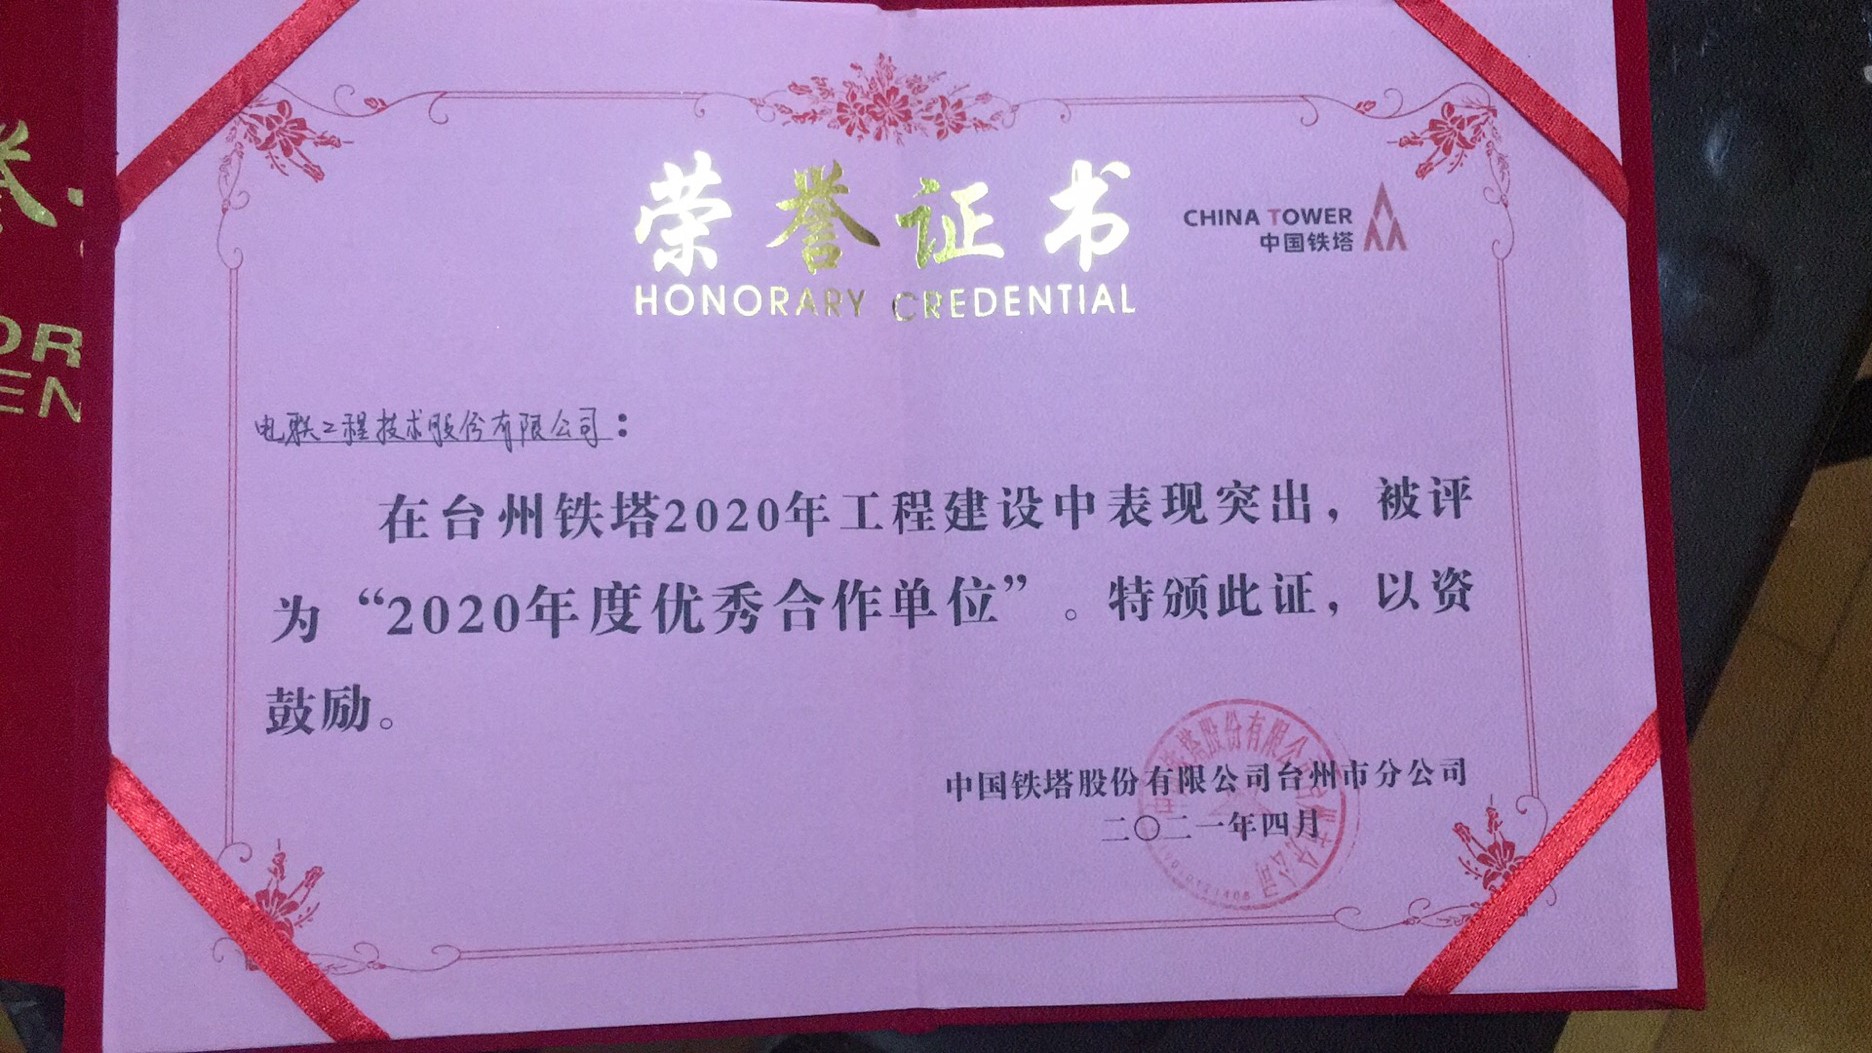 荣誉证书
HONORARY CREDENTIAL
CHINA TOWER
中国铁塔
电联工程技术股份有限公司：
在台州铁塔2020年工程建设中表现突出，被评
为“2020年度优秀合作单位”。特颁此证，以资
鼓励。
中国铁塔股份有限公司台州市分公司
二〇二一年四月